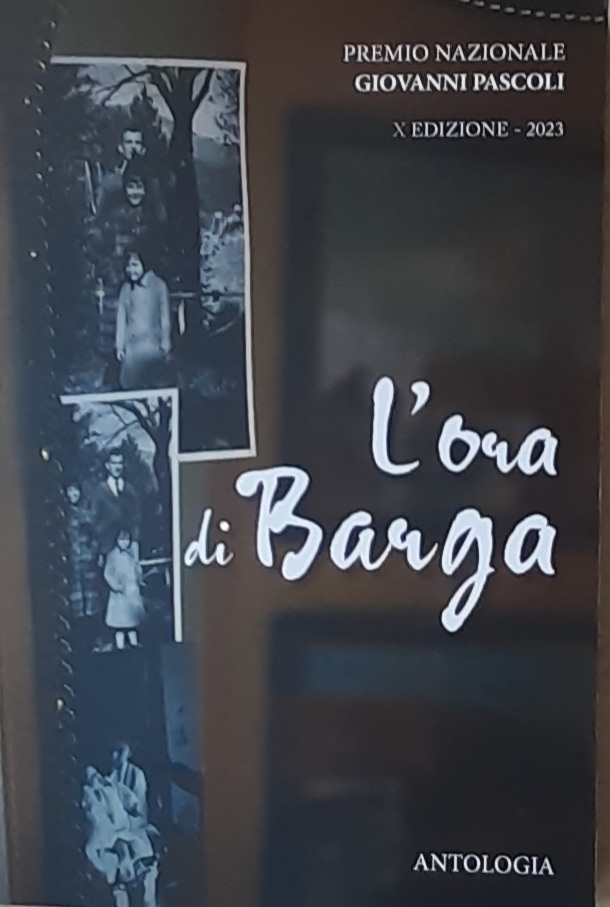 PREMIO NAZIONALE
GIOVANNI PASCOLI
X EDIZIONE - 2023
L'ora
di Barga
ANTOLOGIA